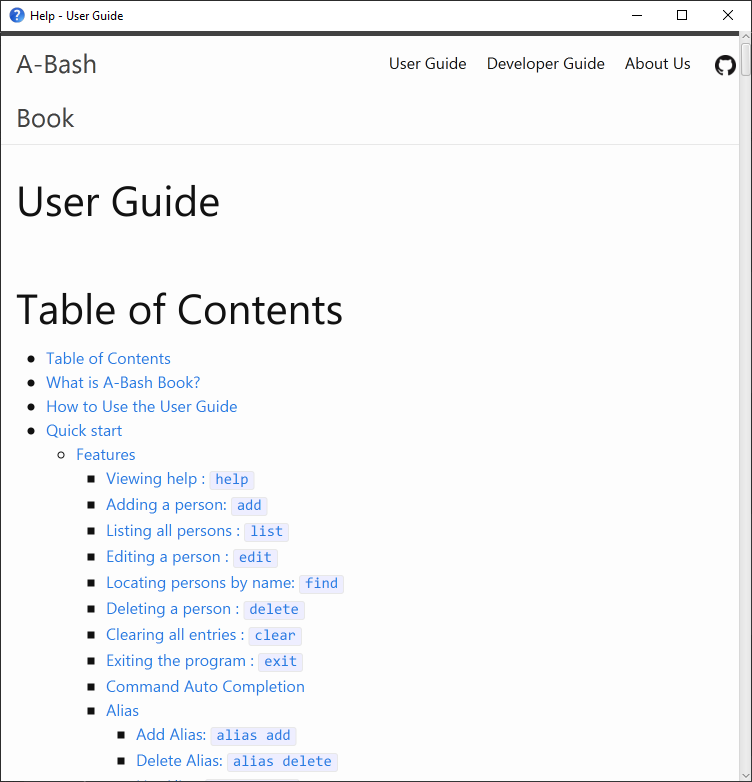 Help - User Guide
A-Bash
Book
User Guide Developer Guide About Us
User Guide
Table of Contents
Table of Contents
What is A-Bash Book?
How to Use the User Guide
Quick start
Features
Viewing help : help
Adding a person: add
Listing all persons : list
Editing a person : edit
Locating persons by name: find
Deleting a person : delete
Clearing all entries : clear
Exiting the program : exit
Command Auto Completion
Alias
Add Alias: alias add
Delete Alias: alias delete